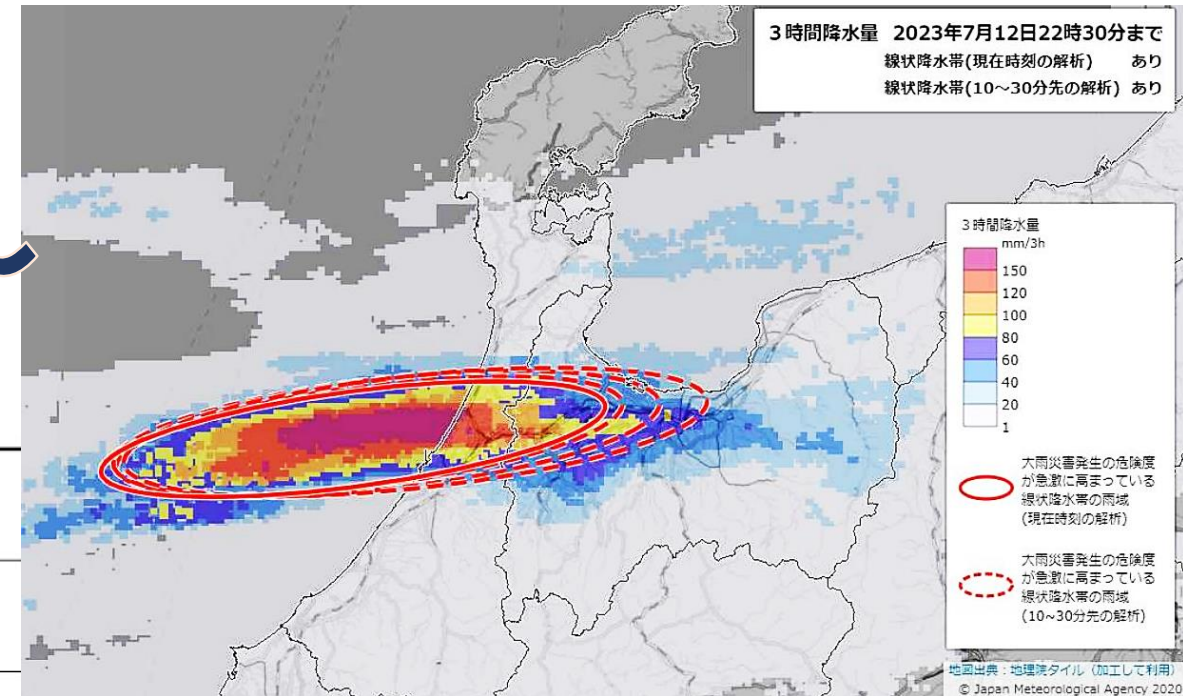 ３時間降水量 2023年7月12日22時30分まで
線状降水帯(現在時刻の解析) あり
線状降水帯(10～30分先の解析) あり
３時間降水量
mm/3h
150
120
100
80
60
40
20
1
大雨災害発生の危険度
が急激に高まっている
線状降水帯の雨域
(現在時刻の解析)
大雨災害発生の危険度
が急激に高まっている
線状降水帯の雨域
(10~30分先の解析)
地図出典：地理院タイル（加工して利用）
© Japan Meteorological Agency 2020